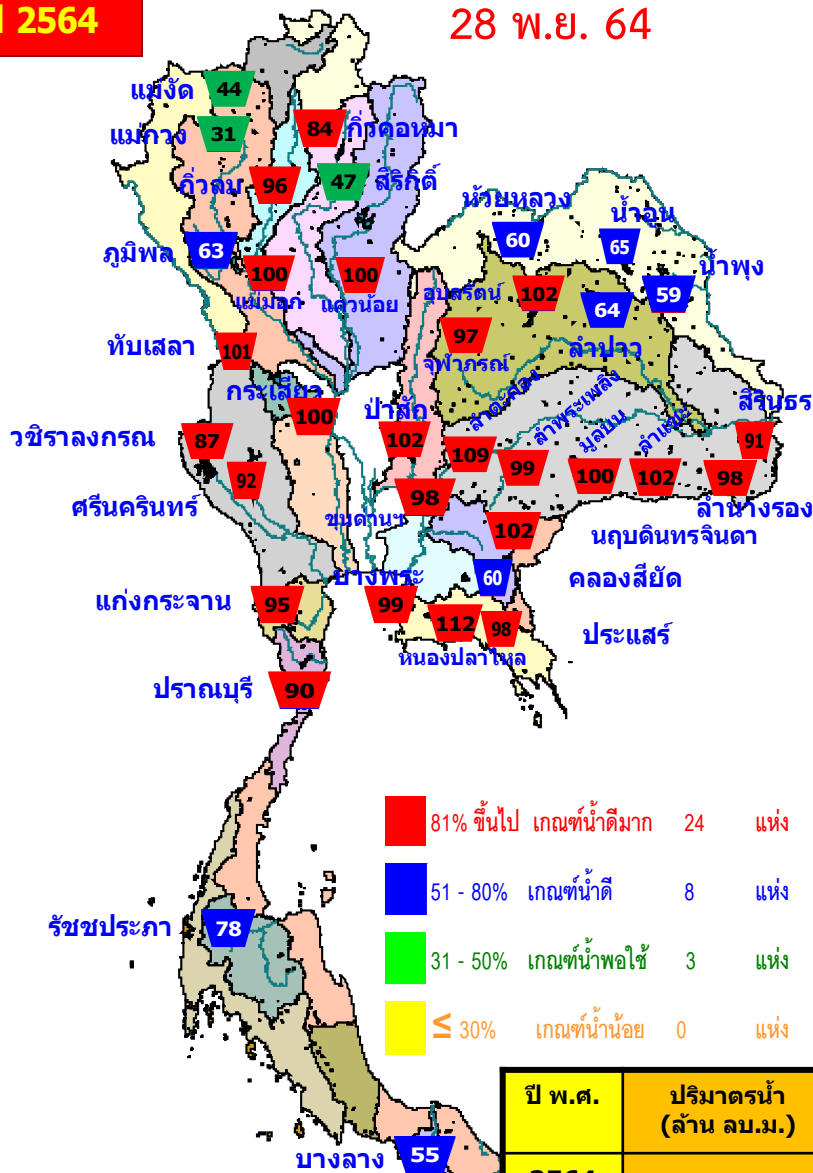 2564
28 พ.ย. 64
แม่งัด 44
แม่กวง 31
84 กิ่วคอหมา
กิ่วลม 96
47 สิริกิติ์
ห้วยหลวง
60
น้ำอูน
65
น้ำพุง
59
ภูมิพล 63
100
แม่มอก
100
แควน้อย
อุบลรัตน์ 102
64
ลำปาว
97
จุฬาภรณ์
ทับเสลา 101
กระเสียว
100
ป่าสัก
102
ลำตะคอง
109
ลำพระเพลิง
99
มูลบน
100
ลำแชะ
102
สิรินธร
91
98
ลำนางรอง
วชิราลงกรณ 87
92
ศรีนครินทร์
98
ขุนด่านฯ
102
นฤบดินทรจินดา
บางพระ
99
60
คลองสียัด
แก่งกระจาน 95
112
หนองปลาไหล
98
ประแสร์
ปราณบุรี 90
81% ขึ้นไป เกณฑ์น้ำดีมาก 24 แห่ง
51 - 80% เกณฑ์น้ำดี 8 แห่ง
31 - 50% เกณฑ์น้ำพอใช้ 3 แห่ง
≤ 30% เกณฑ์น้ำน้อย 0 แห่ง
รัชชประภา 78
บางลาง 55
ปี พ.ศ. ปริมาตรน้ำ
(ล้าน ลบ.ม.)
2564